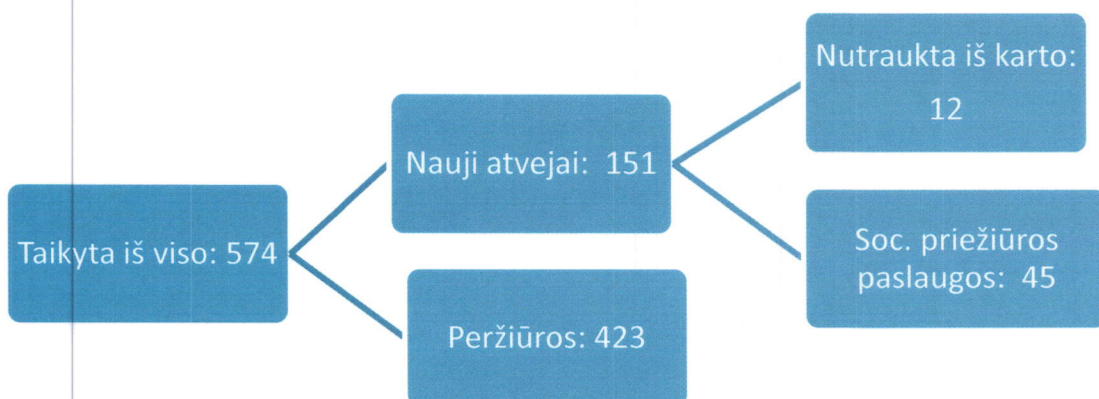 Nutraukta iš karto:
12
Nauji atvejai: 151
Taikyta iš viso: 574
Soc. priežiūros
paslaugos: 45
Peržiūros: 423